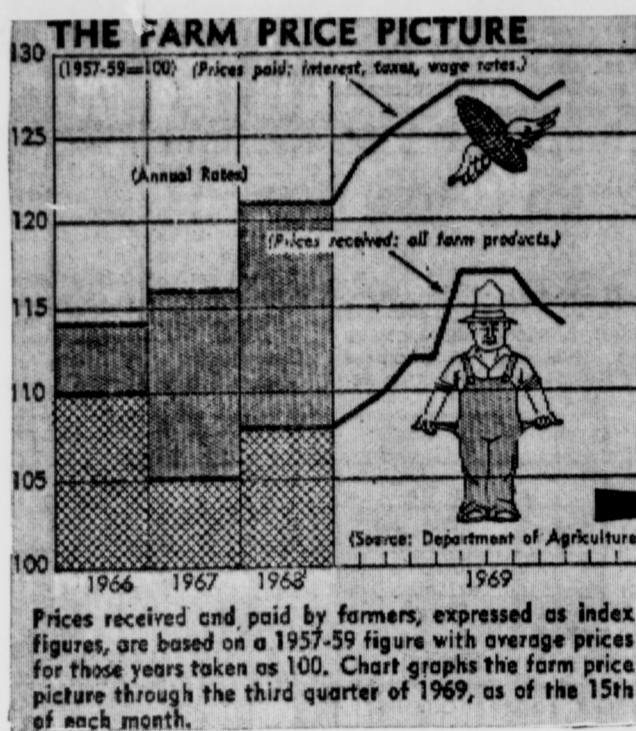 THE FARM PRICE PICTURE
130
(1957-59=100) (Prices paid: interest, taxes, wage rates.)
125
(Annual Rates)
120
(Prices received: all farm products.)
115
110
105
(Source: Department of Agriculture
100
1966 1967 1968 1969
Prices received and paid by farmers, expressed as index
figures, are based on a 1957-59 figure with average prices
for those years taken as 100. Chart graphs the farm price
picture through the third quarter of 1969, as of the 15th
of each month.